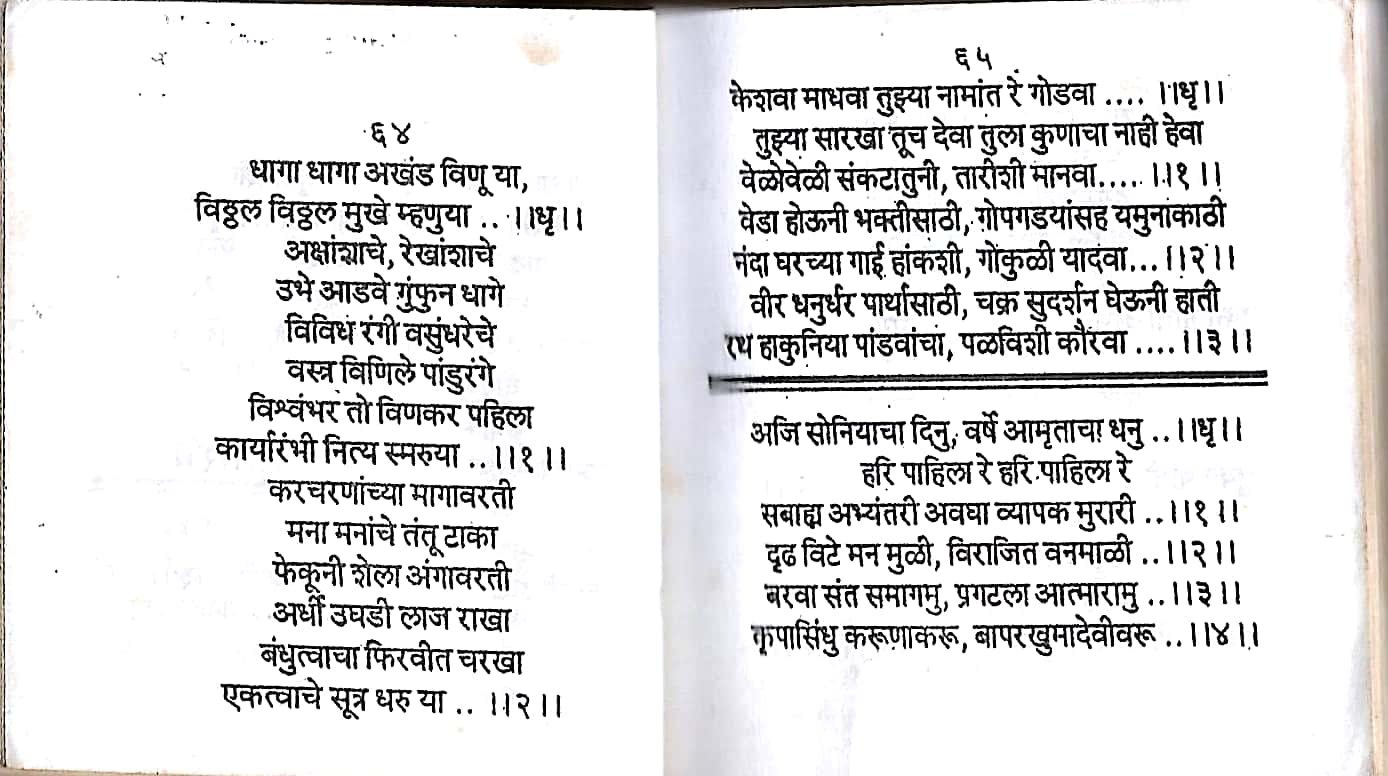 ६४
धागा धागा अखंड विणू या,
विठ्ठल विठ्ठल मुखे म्हणुया .. ।।धृ।।
अक्षांशाचे, रेखांशाचे
उभे आडवे गुंफुन धागे
विविध रंगी वसुंधरेचे
वस्त्र विणिले पांडुरंगे
विश्वंभर तो विणकर पहिला
कार्यारंभी नित्य स्मरुया ..।।१।।
करचरणांच्या मागावरती
मना मनांचे तंतू टाका
फेकूनी शेला अंगावरती
अर्धी उघडी लाज राखा
बंधुत्वाचा फिरवीत चरखा
एकत्वाचे सूत्र धरु या .. ।।२।।
६५
केशवा माधवा तुझ्या नामांत रे गोडवा .... ।।धृ।।
तुझ्या सारखा तूच देवा तुला कुणाचा नाही हेवा
वेळोवेळी संकटातुनी, तारीशी मानवा..... ।।१।।
वेडा होऊनी भक्तीसाठी, गोपगडयांसह यमुनाकाठी
नंदा घरच्या गाई हांकशी, गोकुळी यादवा...।।२।।
वीर धनुर्धर पार्थासाठी, चक्र सुदर्शन घेऊनी हाती
रथ हाकुनिया पांडवांचा, पळविशी कौरवा ....।।३।।
अजि सोनियाचा दिनु, वर्षे आमृताचा धनु ..।।धृ।।
हरि पाहिला रे हरि पाहिला रे
सबाह्य अभ्यंतरी अवघा व्यापक मुरारी ..।।१।।
दृढ विटे मन मुळी, विराजित वनमाळी ..।।२।।
बरवा संत समागमु, प्रगटला आत्मारामु ..।।३।।
कृपासिंधु करूणाकरू, बापरखुमादेवीवरू ..।।४।।